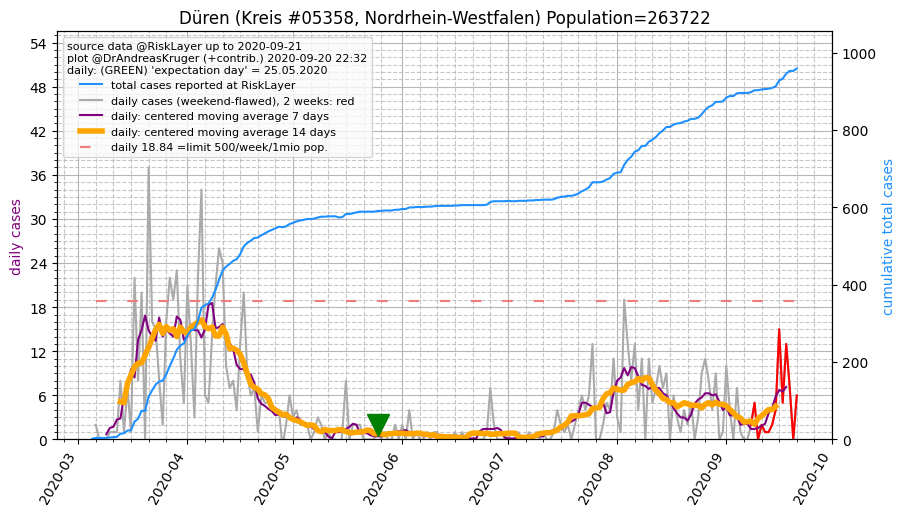 Düren (Kreis #05358, Nordrhein-Westfalen) Population=263722
source data @RiskLayer up to 2020-09-21
plot @DrAndreasKruger (+contrib.) 2020-09-20 22:32
daily: (GREEN) 'expectation day' = 25.05.2020
total cases reported at RiskLayer
daily cases (weekend-flawed), 2 weeks: red
daily: centered moving average 7 days
daily: centered moving average 14 days
daily 18.84 =limit 500/week/1mio pop.
daily cases
54
48
42
36
30
24
18
12
6
0
cumulative total cases
1000
800
600
400
200
0
2020-03
2020-04
2020-05
2020-06
2020-07
2020-08
2020-09
2020-10